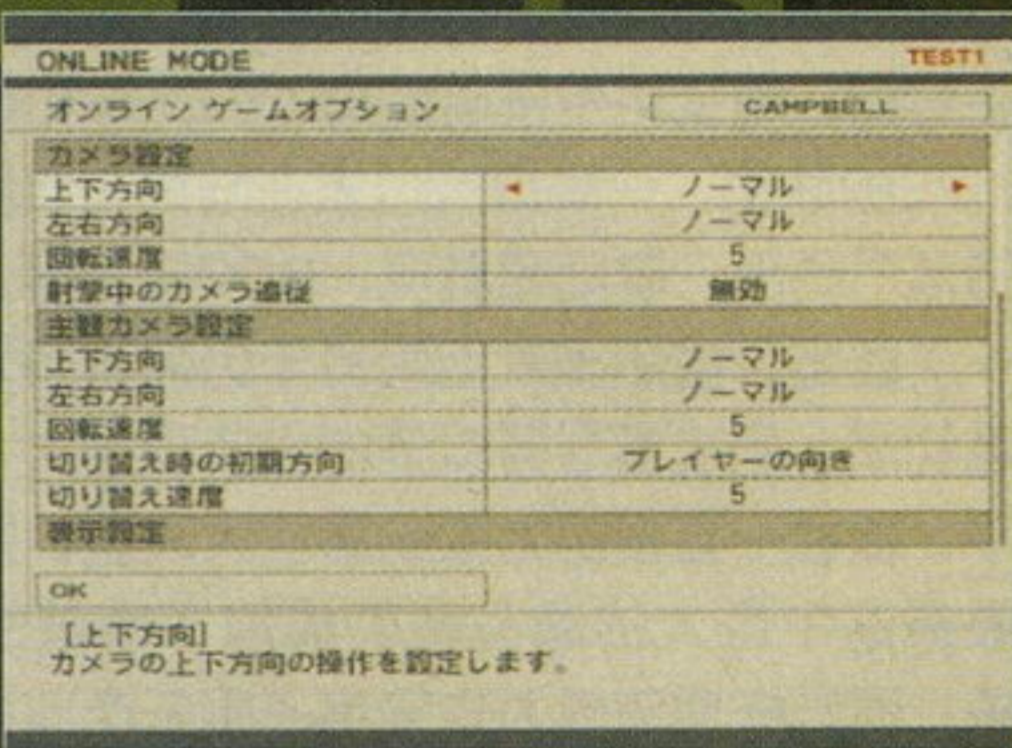 ONLINE MODE
TEST1
オンライン ゲームオプション
CAMPBELL
カメラ設定
上下方向 ノーマル
左右方向 ノーマル
回転速度 5
射撃中のカメラ追従 無効
主観カメラ設定
上下方向 ノーマル
左右方向 ノーマル
回転速度 5
切り替え時の初期方向 プレイヤーの向き
切り替え速度 5
表示設定
OK
[上下方向]
カメラの上下方向の操作を設定します。